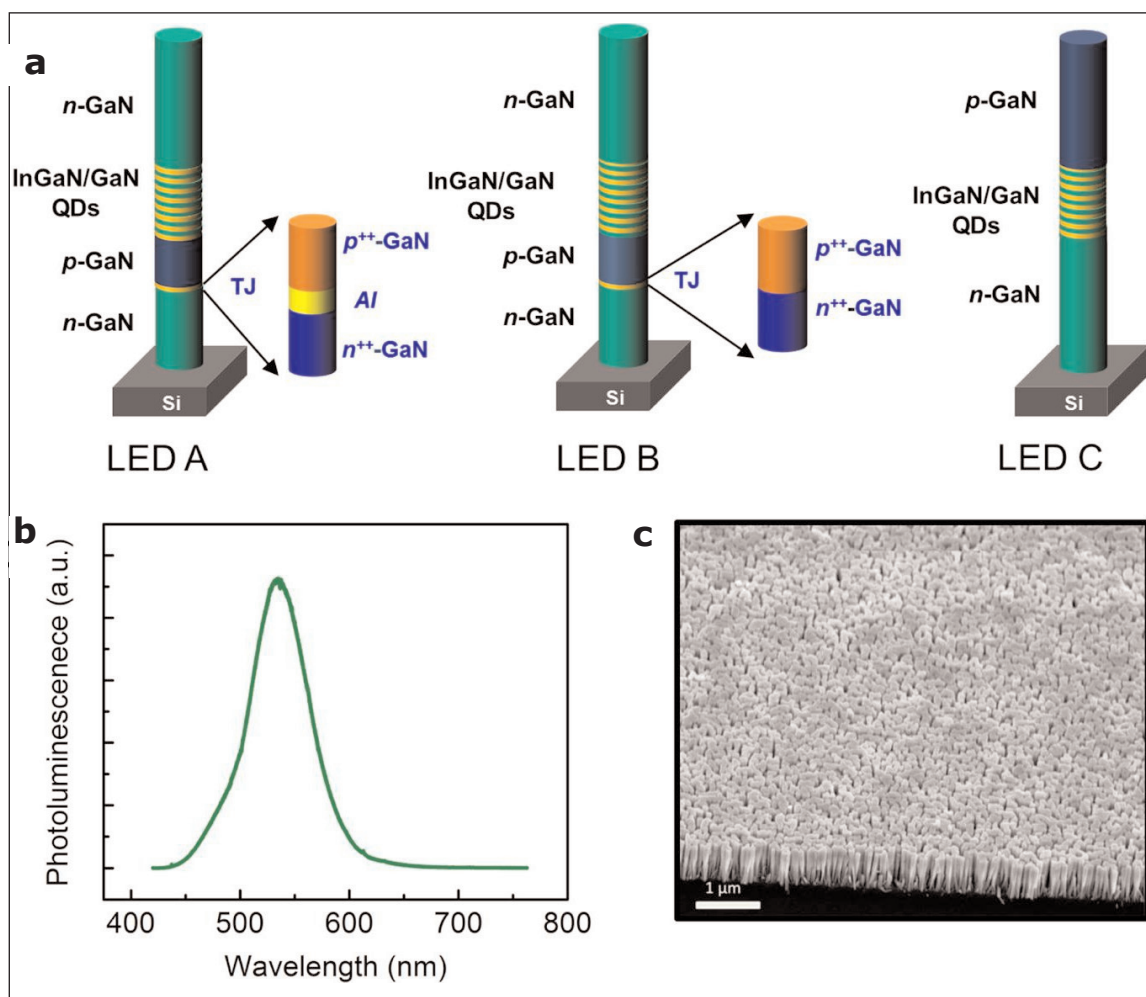 a
n-GaN
InGaN/GaN
QDs
p-GaN
n-GaN
TJ
p++-GaN
Al
n++-GaN
Si
LED A
n-GaN
InGaN/GaN
QDs
p-GaN
n-GaN
TJ
p++-GaN
n++-GaN
Si
LED B
p-GaN
InGaN/GaN
QDs
n-GaN
Si
LED C
b
Photoluminescenece (a.u.)
400 500 600 700 800
Wavelength (nm)
c
1 μm